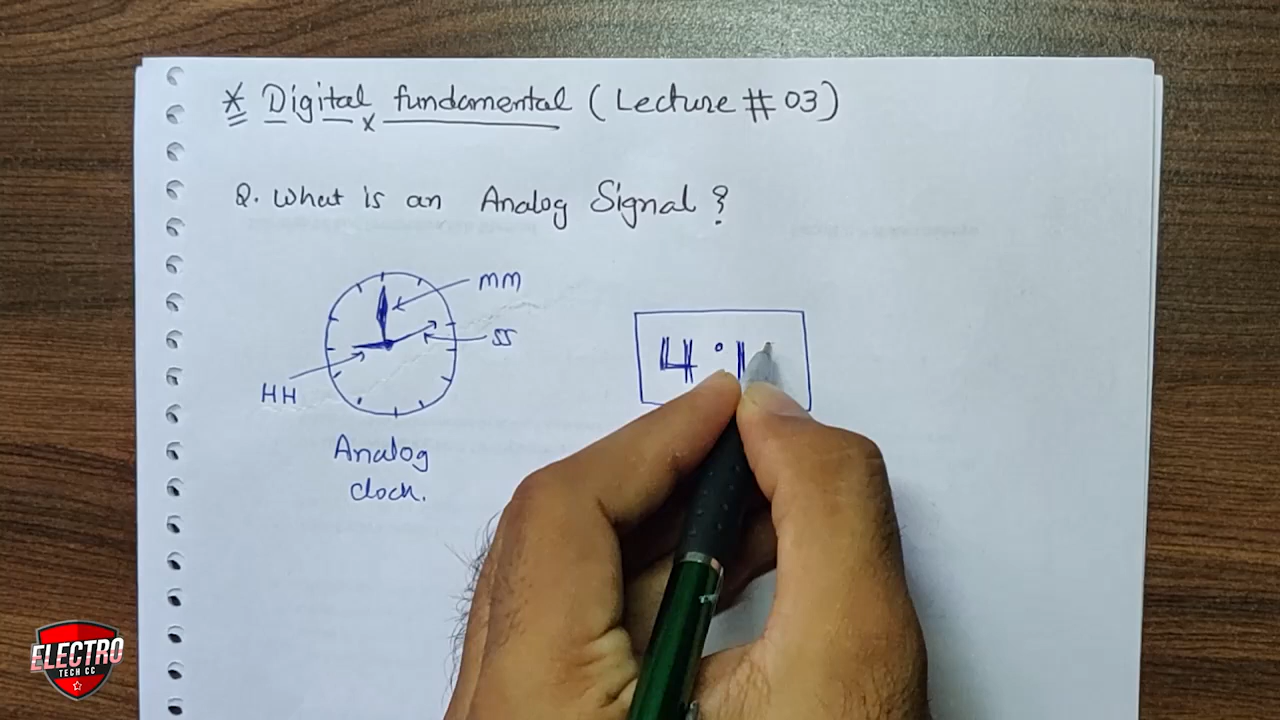 * Digital fundamental (Lecture # 03)
Q. What is an Analog Signal?
MM
SS
HH
4:1
Analog
clock.
ELECTRO
TECH CC